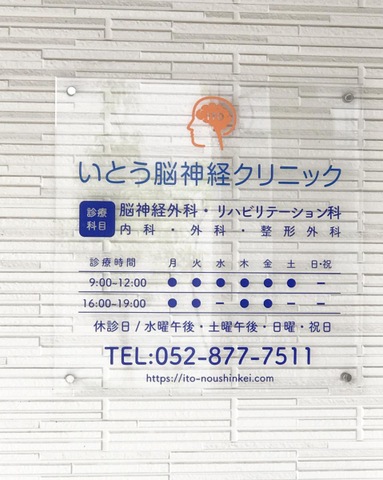 いとう脳神経クリニック
診療科目 脳神経外科・リハビリテーション科
内科・外科・整形外科
診療時間 月 火 水 木 金 土 日・祝
9:00-12:00 ● ● ● ● ● ● −
16:00-19:00 ● ● − ● ● − −
休診日/水曜午後・土曜午後・日曜・祝日
TEL:052-877-7511
https://ito-noushinkei.com